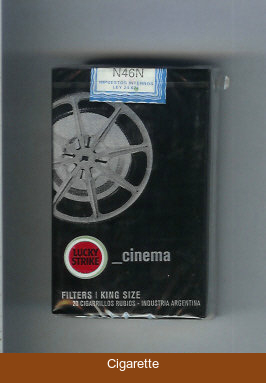 N46N
IMPUESTOS INTERNOS
LUCKY
STRIKE
_cinema
FILTERS | KING SIZE
20 CIGARRILLOS RUBIOS - INDUSTRIA ARGENTINA
Cigarette